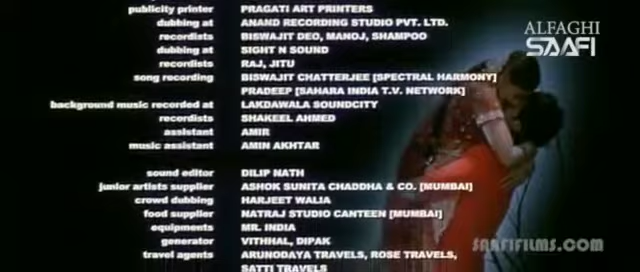 publicity printer PRAGATI ART PRINTERS
dubbing at ANAND RECORDING STUDIO PVT. LTD.
recordists BISWAJIT DEO, MANOJ, SHAMPOO
dubbing at SIGHT N SOUND
recordists RAJ, JITU
song recording BISWAJIT CHATTERJEE [SPECTRAL HARMONY]
PRADEEP [SAHARA INDIA T.V. NETWORK]
background music recorded at LAKDAWALA SOUNDCITY
recordists SHAKEEL AHMED
assistant AMIR
music assistant AMIN AKHTAR
sound editor DILIP NATH
junior artists supplier ASHOK SUNITA CHADDHA & CO. [MUMBAI]
crowd dubbing HARJEET WALIA
food supplier NATRAJ STUDIO CANTEEN [MUMBAI]
equipments MR. INDIA
generator VITHHAL, DIPAK
travel agents ARUNODAYA TRAVELS, ROSE TRAVELS,
SATTI TRAVELS
ALFAGHI
SAAFI
SAAFIFILMS.COM